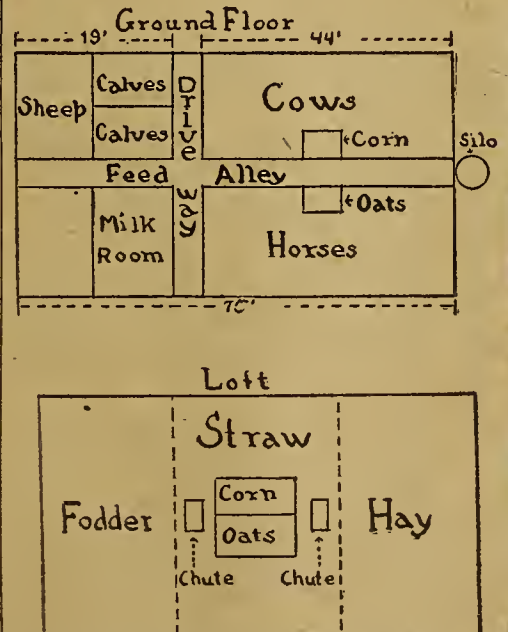 Ground Floor
19' 44'
Calves Drive Cows
Sheep
Calves Corn Silo
Feed Alley
way Oats
Milk
Room Horses
Loft
Straw
Corn
Fodder Hay
Oats
Chute Chute